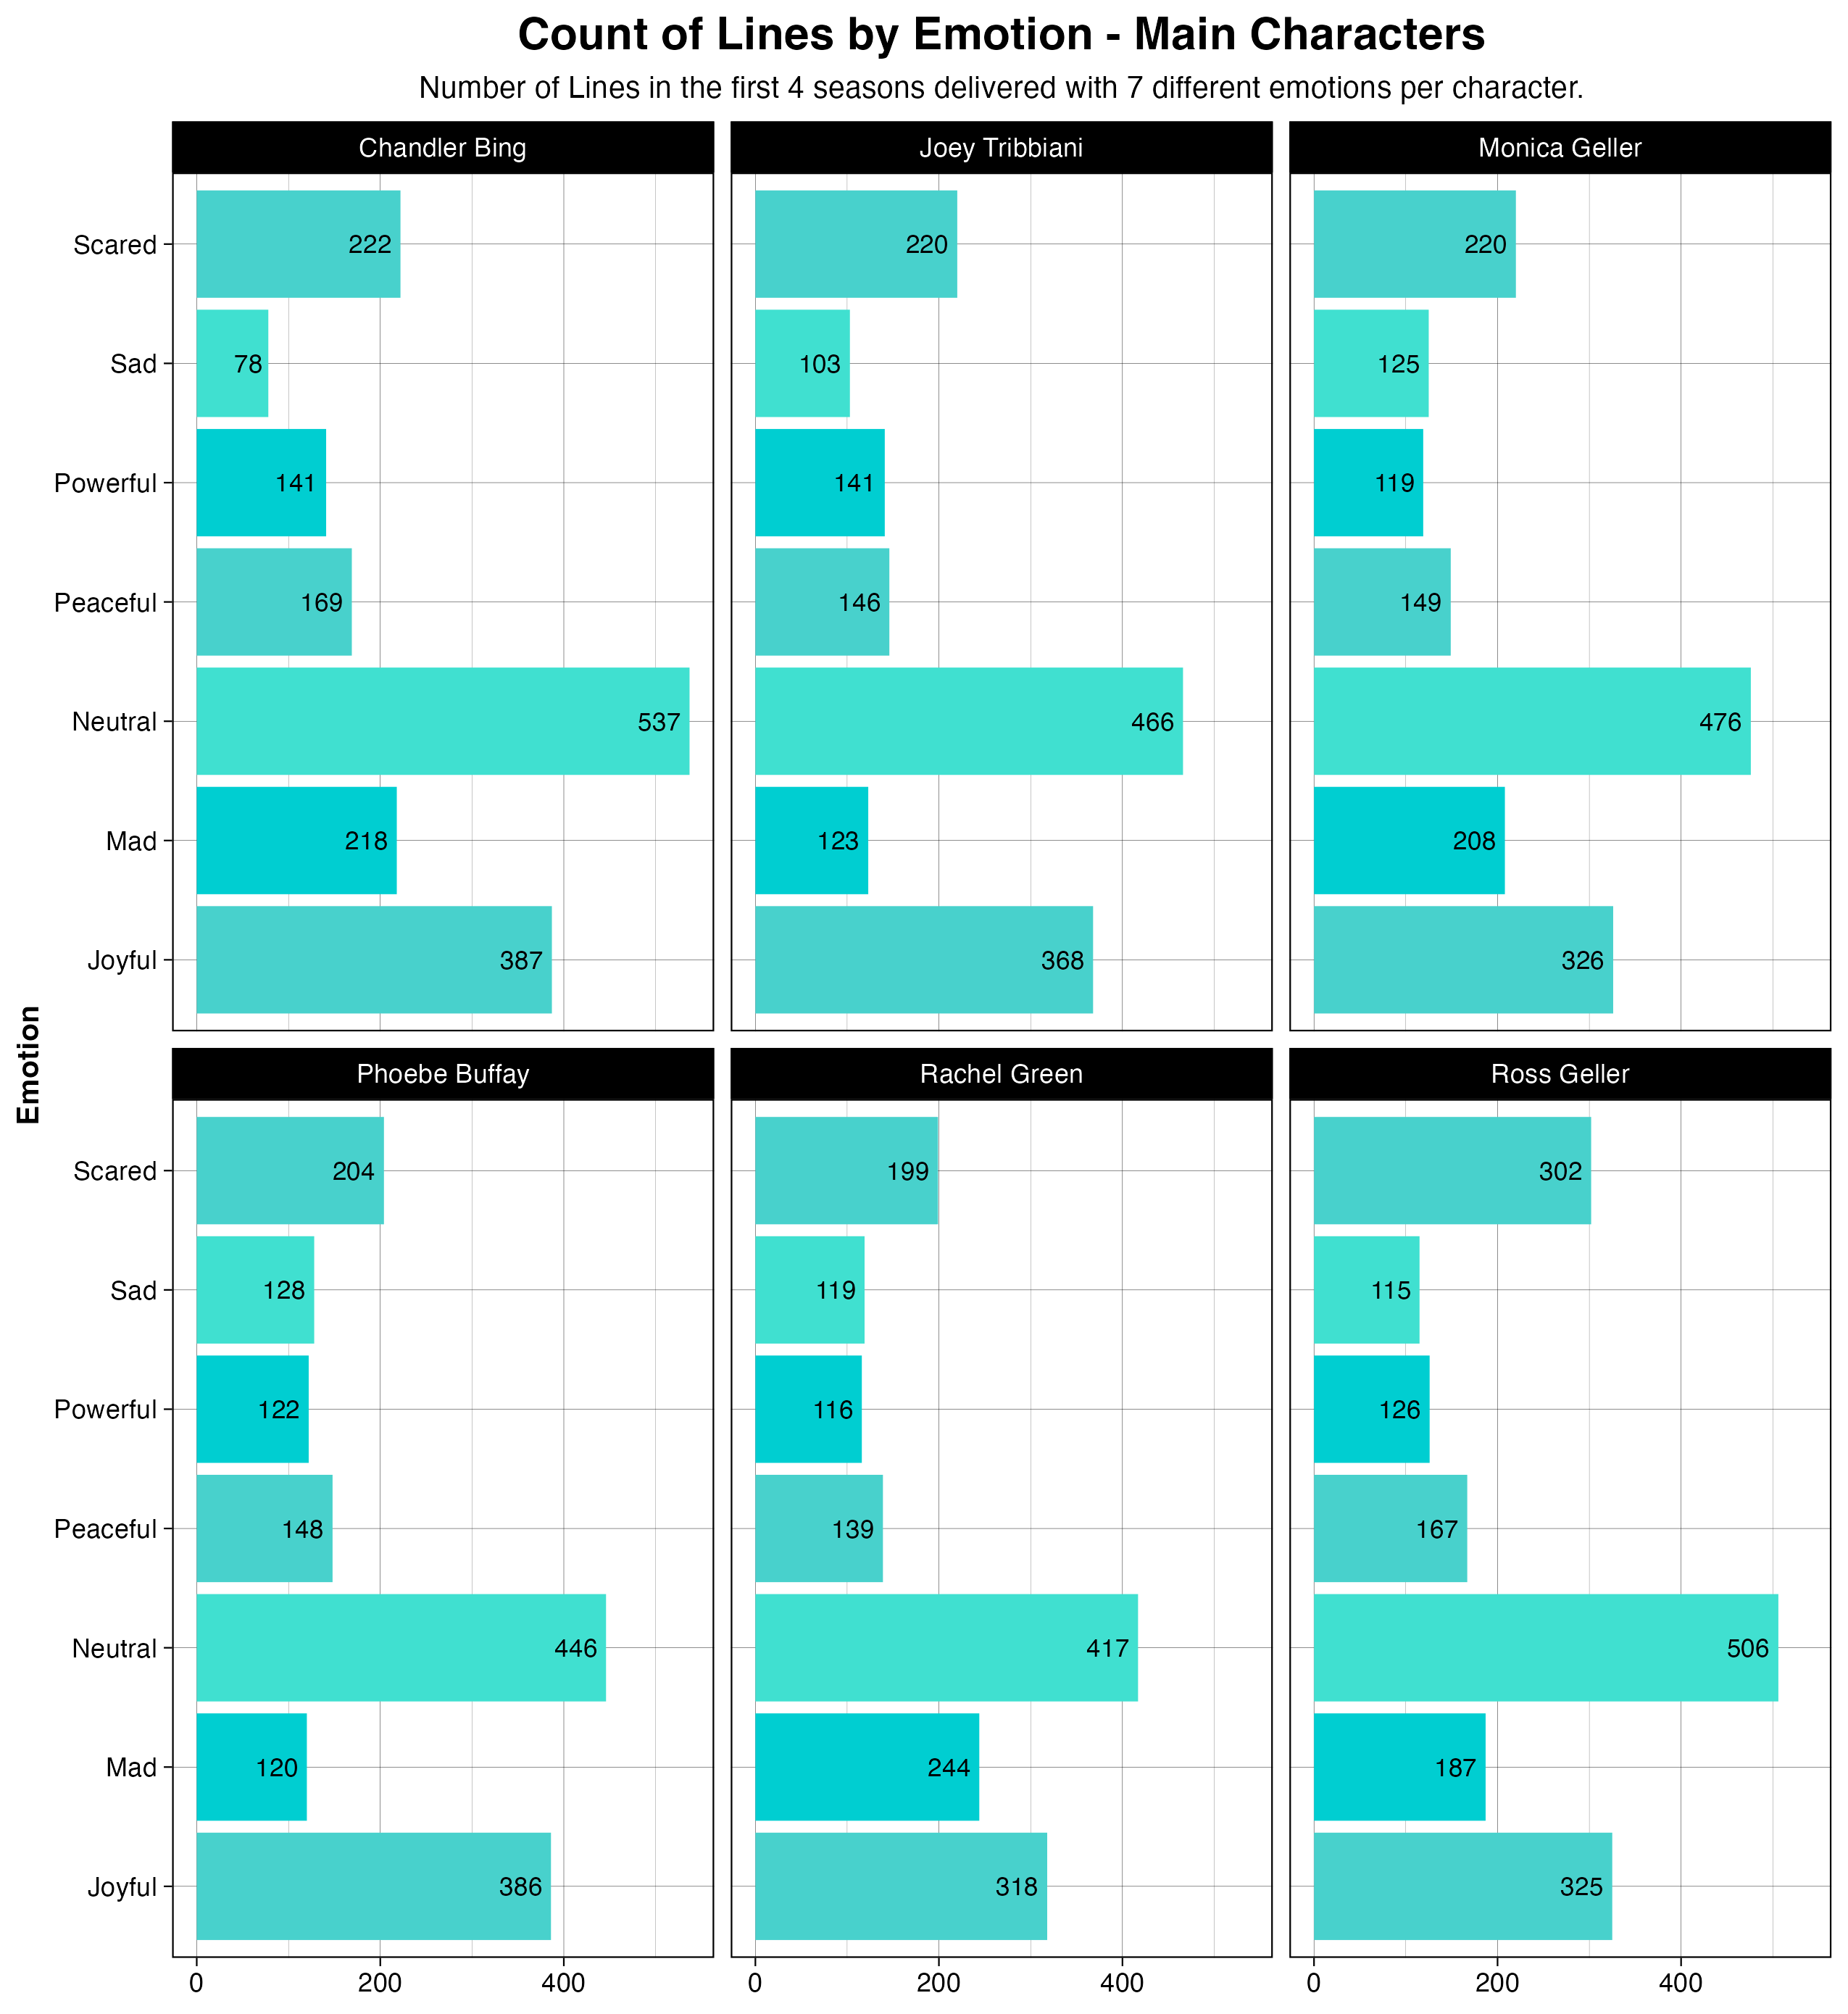 Count of Lines by Emotion - Main Characters
Number of Lines in the first 4 seasons delivered with 7 different emotions per character.
Chandler Bing
Joey Tribbiani
Monica Geller
Scared
222
220
220
Sad
78
103
125
Powerful
141
141
119
Peaceful
169
146
149
Neutral
537
466
476
Mad
218
123
208
Joyful
387
368
326
Emotion
Phoebe Buffay
Rachel Green
Ross Geller
Scared
204
199
302
Sad
128
119
115
Powerful
122
116
126
Peaceful
148
139
167
Neutral
446
417
506
Mad
120
244
187
Joyful
386
318
325
0 200 400
0 200 400
0 200 400